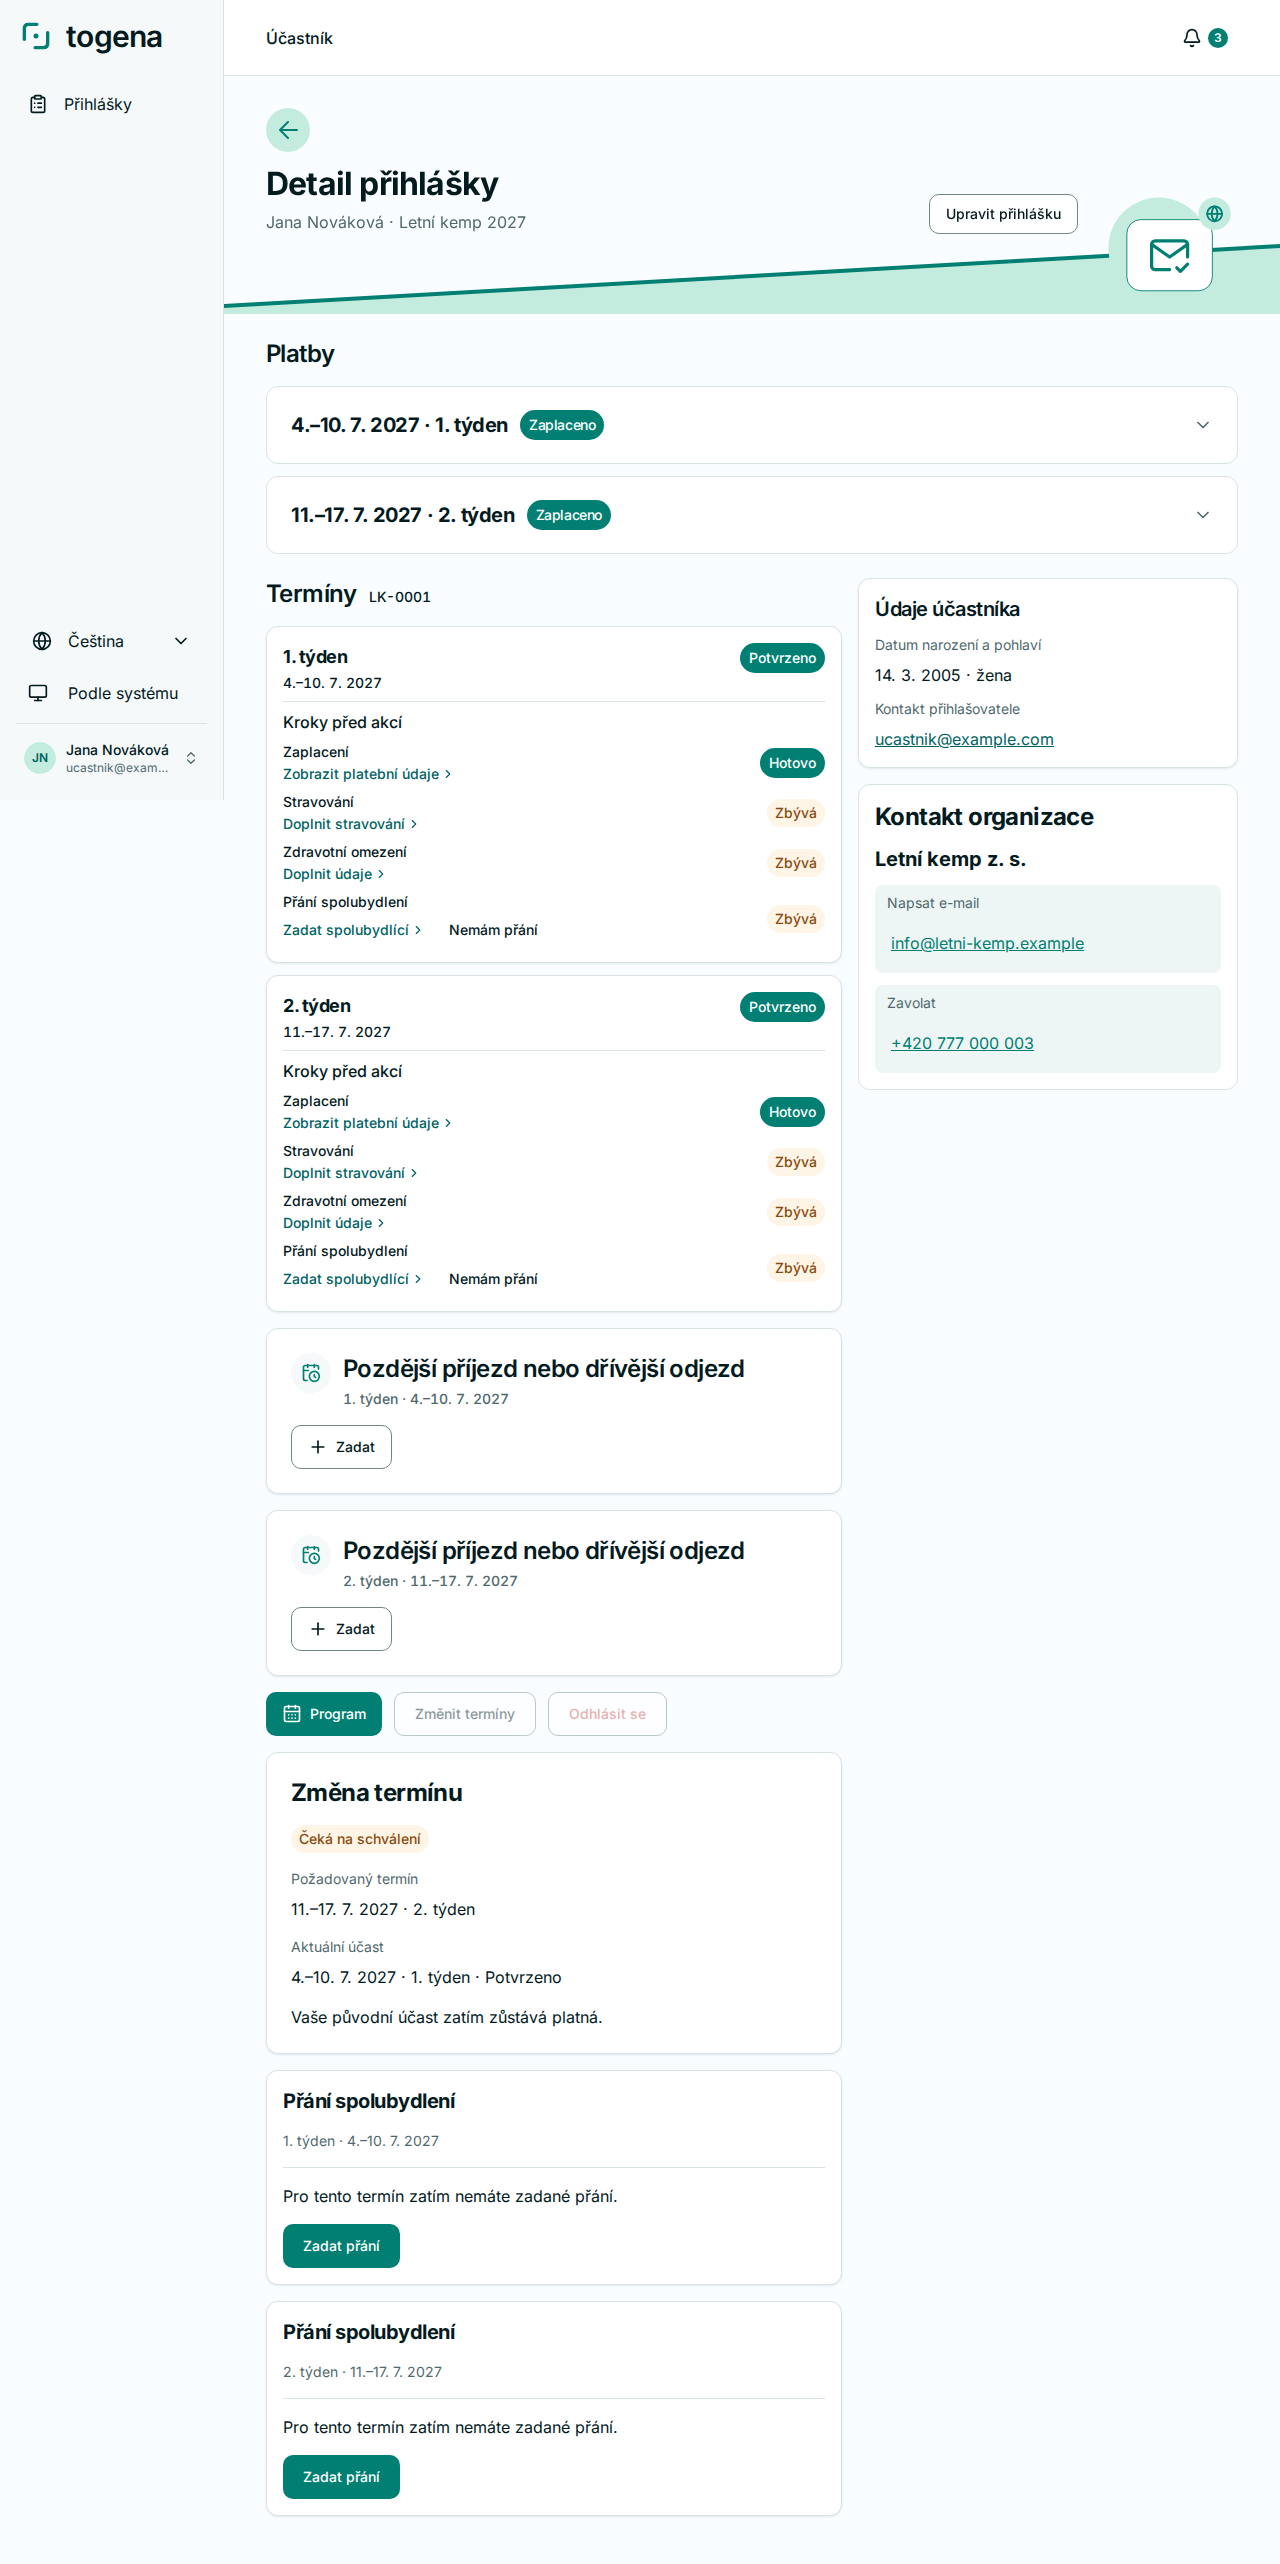 togena
Přihlášky
Čeština
Podle systému
JN
Jana Nováková
ucastnik@exam...
Účastník
3
Detail přihlášky
Jana Nováková · Letní kemp 2027
Upravit přihlášku
Platby
4.–10. 7. 2027 · 1. týden Zaplaceno
11.–17. 7. 2027 · 2. týden Zaplaceno
Termíny LK-0001
1. týden Potvrzeno
4.–10. 7. 2027
Kroky před akcí
Zaplacení
Zobrazit platební údaje
Hotovo
Stravování
Doplnit stravování
Zbývá
Zdravotní omezení
Doplnit údaje
Zbývá
Přání spolubydlení
Zadat spolubydlící Nemám přání
Zbývá
2. týden Potvrzeno
11.–17. 7. 2027
Kroky před akcí
Zaplacení
Zobrazit platební údaje
Hotovo
Stravování
Doplnit stravování
Zbývá
Zdravotní omezení
Doplnit údaje
Zbývá
Přání spolubydlení
Zadat spolubydlící Nemám přání
Zbývá
Pozdější příjezd nebo dřívější odjezd
1. týden · 4.–10. 7. 2027
Zadat
Pozdější příjezd nebo dřívější odjezd
2. týden · 11.–17. 7. 2027
Zadat
Program Změnit termíny Odhlásit se
Změna termínu
Čeká na schválení
Požadovaný termín
11.–17. 7. 2027 · 2. týden
Aktuální účast
4.–10. 7. 2027 · 1. týden · Potvrzeno
Vaše původní účast zatím zůstává platná.
Přání spolubydlení
1. týden · 4.–10. 7. 2027
Pro tento termín zatím nemáte zadané přání.
Zadat přání
Přání spolubydlení
2. týden · 11.–17. 7. 2027
Pro tento termín zatím nemáte zadané přání.
Zadat přání
Údaje účastníka
Datum narození a pohlaví
14. 3. 2005 · žena
Kontakt přihlašovatele
ucastnik@example.com
Kontakt organizace
Letní kemp z. s.
Napsat e-mail
info@letni-kemp.example
Zavolat
+420 777 000 003